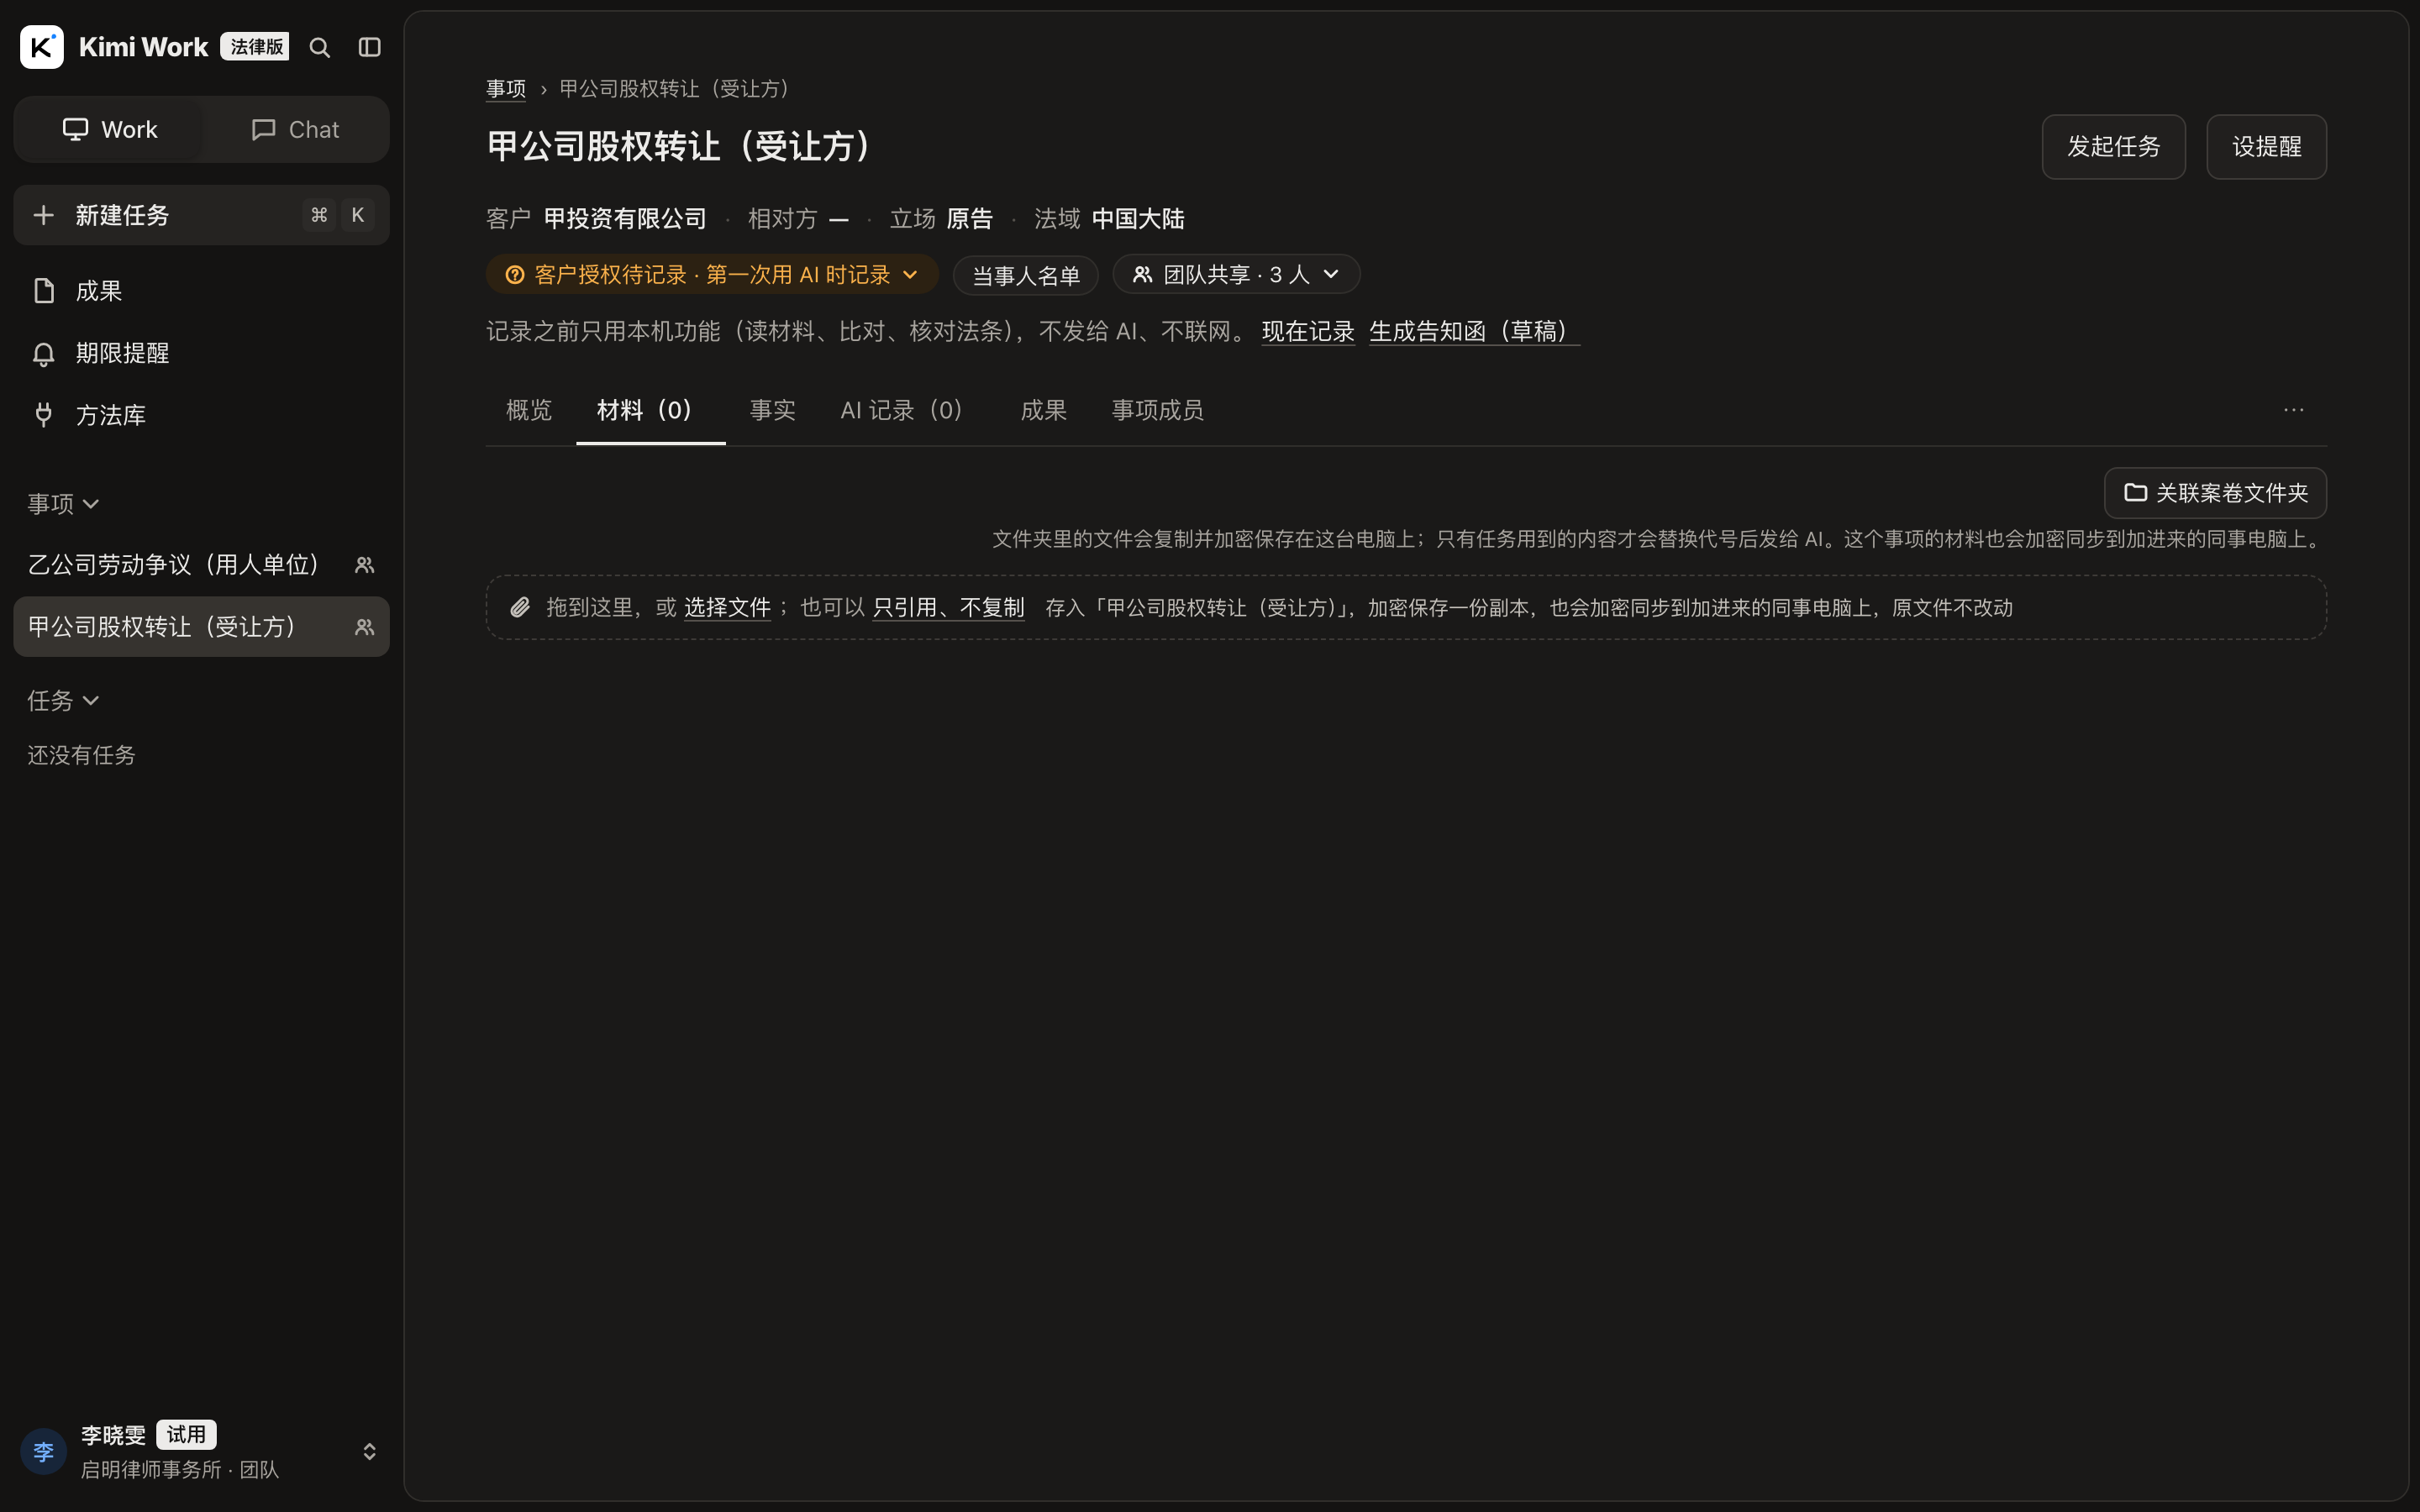 Kimi Work 法律版
Work Chat
新建任务 ⌘ K
成果
期限提醒
方法库
事项
乙公司劳动争议（用人单位）
甲公司股权转让（受让方）
任务
还没有任务
李 李晓雯 试用
启明律师事务所 · 团队
事项 › 甲公司股权转让（受让方）
甲公司股权转让（受让方）
发起任务 设提醒
客户 甲投资有限公司 · 相对方 — · 立场 原告 · 法域 中国大陆
客户授权待记录 · 第一次用 AI 时记录 当事人名单 团队共享 · 3 人
记录之前只用本机功能（读材料、比对、核对法条），不发给 AI、不联网。 现在记录 生成告知函（草稿）
概览 材料（0） 事实 AI 记录（0） 成果 事项成员 ···
关联案卷文件夹
文件夹里的文件会复制并加密保存在这台电脑上；只有任务用到的内容才会替换代号后发给 AI。这个事项的材料也会加密同步到加进来的同事电脑上。
拖到这里，或 选择文件 ；也可以 只引用、不复制 存入「甲公司股权转让（受让方）」，加密保存一份副本，也会加密同步到加进来的同事电脑上，原文件不改动